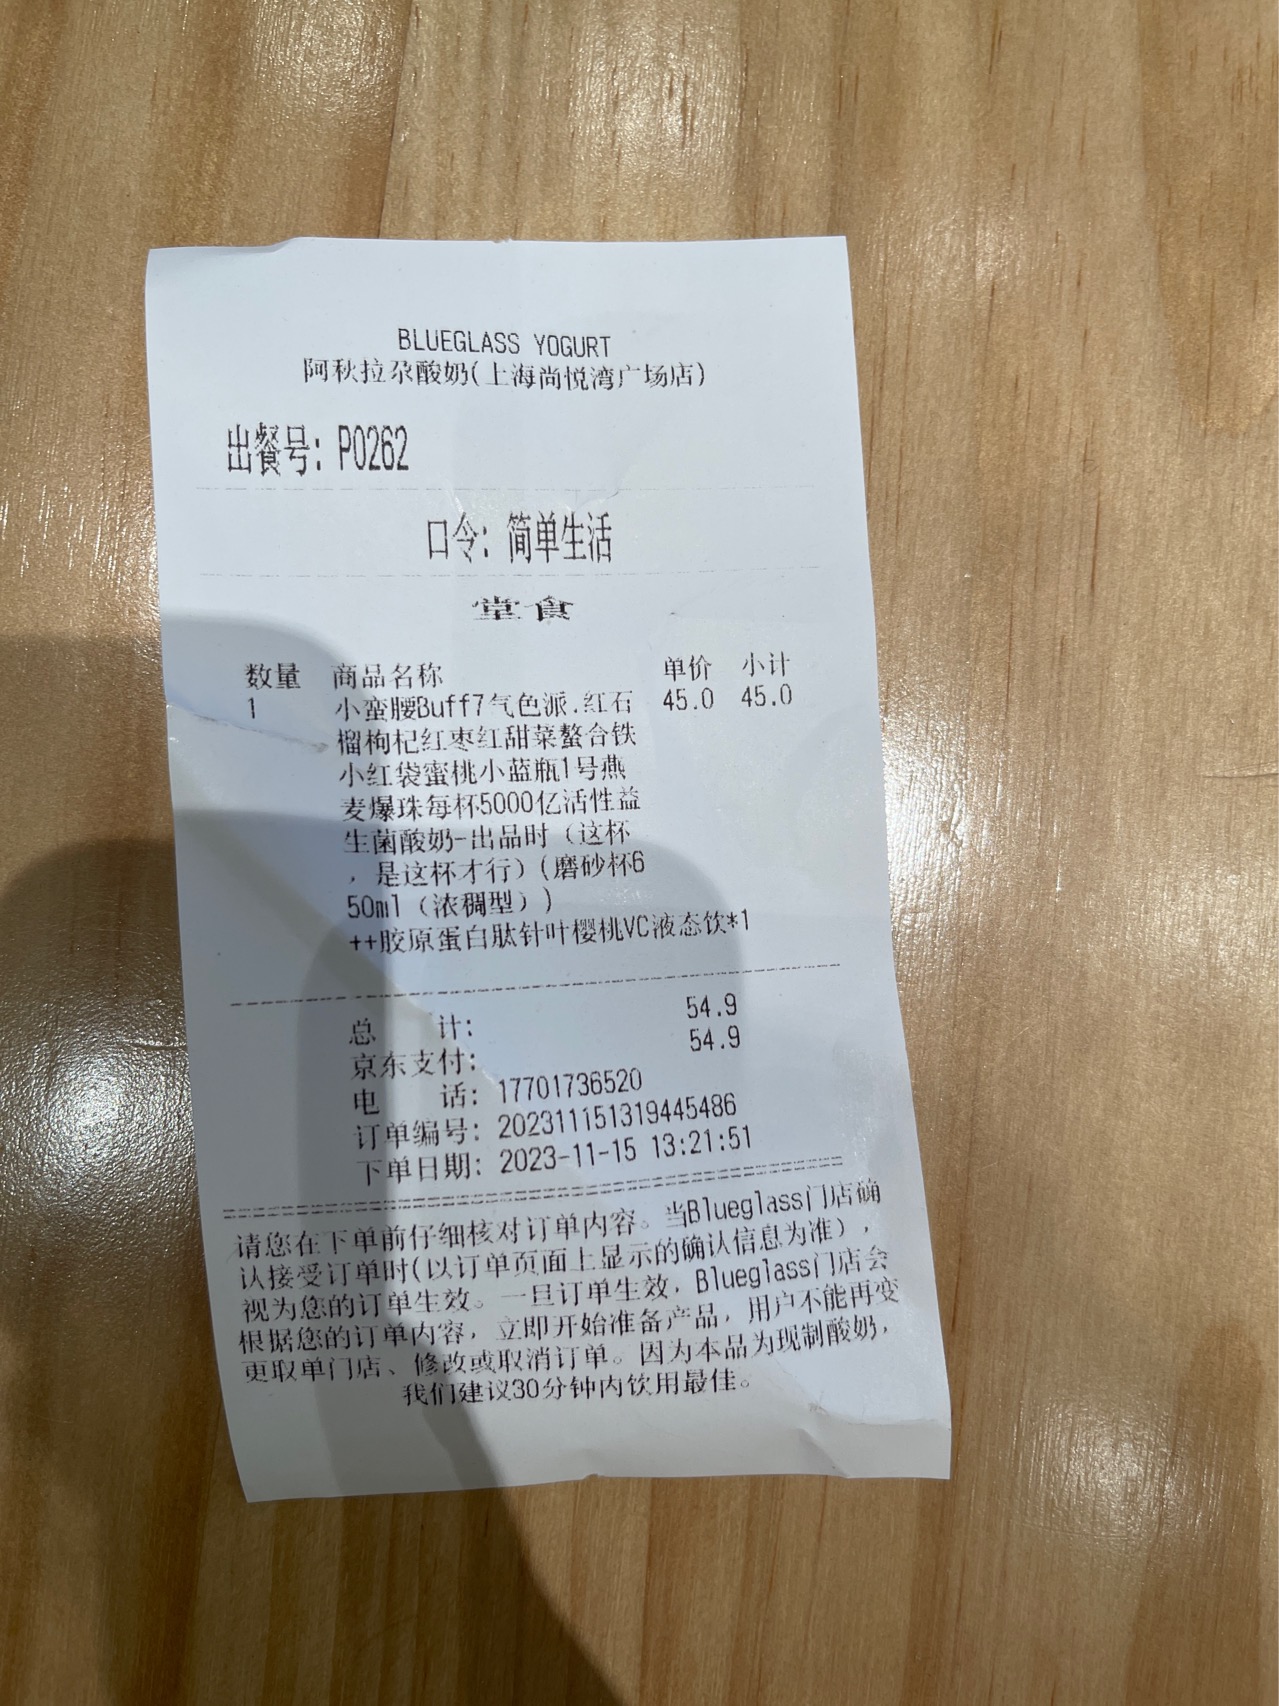 BLUEGLASS YOGURT
阿秋拉尕酸奶(上海尚悦湾广场店)
出餐号: P0262
口令: 简单生活
堂食
数量 商品名称 单价 小计
1 小蛮腰Buff7气色派.红石 45.0 45.0
榴枸杞红枣红甜菜螯合铁
小红袋蜜桃小蓝瓶1号燕
麦爆珠每杯5000亿活性益
生菌酸奶-出品时（这杯
，是这杯才行）(磨砂杯6
50ml（浓稠型）)
++胶原蛋白肽针叶樱桃VC液态饮*1
总 计: 54.9
京东支付: 54.9
电 话: 17701736520
订单编号: 202311151319445486
下单日期: 2023-11-15 13:21:51
请您在下单前仔细核对订单内容。当Blueglass门店确
认接受订单时(以订单页面上显示的确认信息为准)，
视为您的订单生效。一旦订单生效，Blueglass门店会
根据您的订单内容，立即开始准备产品，用户不能再变
更取单门店、修改或取消订单。因为本品为现制酸奶，
我们建议30分钟内饮用最佳。